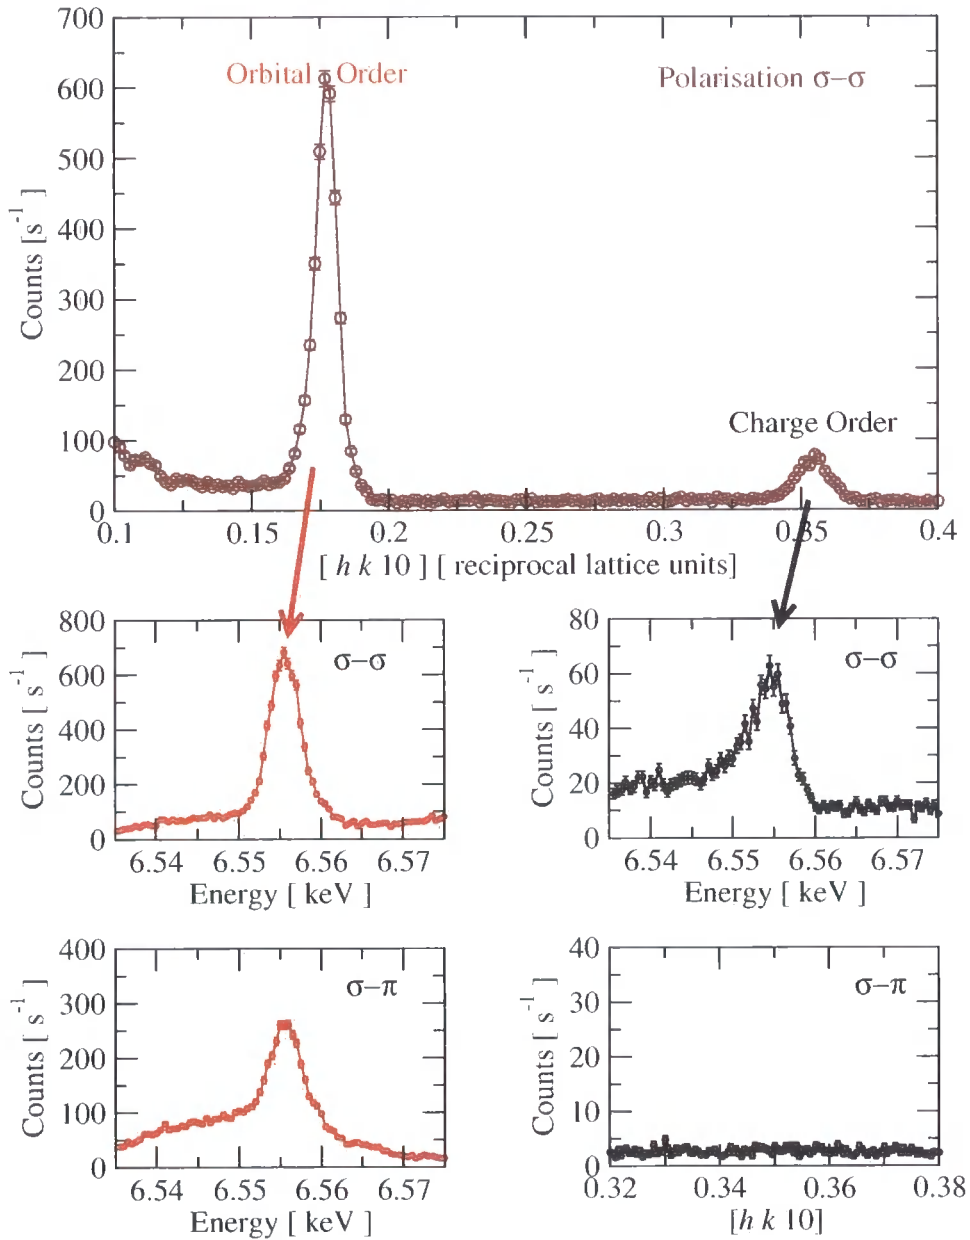 700
600
500
400
300
200
100
0
Counts [s⁻¹]
Orbital Order
Polarisation σ–σ
Charge Order
0.1 0.15 0.2 0.25 0.3 0.35 0.4
[ h k 10 ] [ reciprocal lattice units]
800
600
400
200
0
Counts [ s⁻¹]
σ–σ
6.54 6.55 6.56 6.57
Energy [ keV ]
80
60
40
20
0
Counts [ s⁻¹]
σ–σ
6.54 6.55 6.56 6.57
Energy [ keV ]
400
300
200
100
0
Counts [ s⁻¹]
σ–π
6.54 6.55 6.56 6.57
Energy [ keV ]
40
30
20
10
0
Counts [ s⁻¹]
σ–π
0.32 0.34 0.36 0.38
[h k 10]